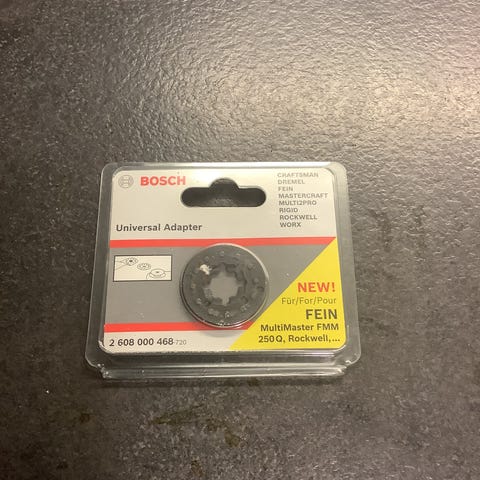 BOSCH
CRAFTSMAN
DREMEL
FEIN
MASTERCRAFT
MULTI2PRO
RIGID
ROCKWELL
WORX
Universal Adapter
NEW!
Für/For/Pour
FEIN
MultiMaster FMM
250 Q, Rockwell,...
2 608 000 468-720